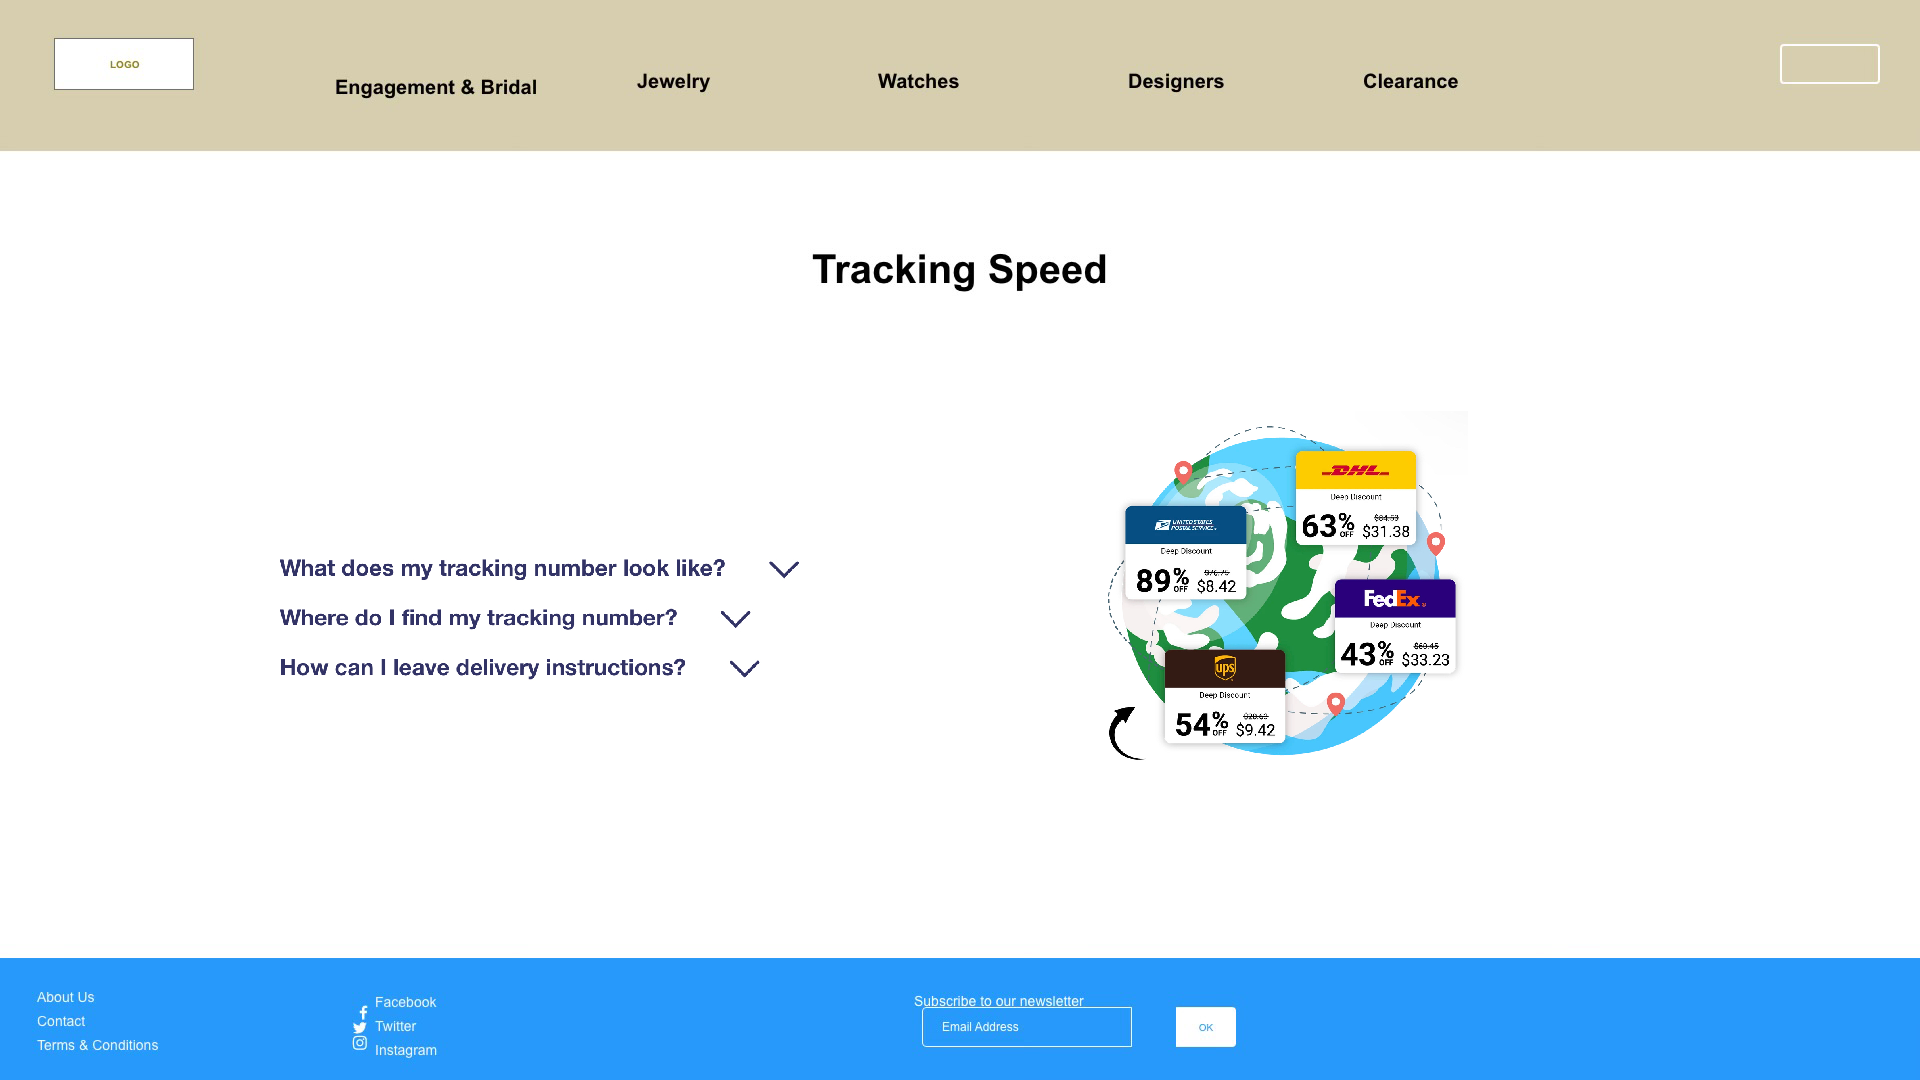 LOGO
Engagement & Bridal
Jewelry
Watches
Designers
Clearance
Tracking Speed
What does my tracking number look like?
Where do I find my tracking number?
How can I leave delivery instructions?
DHL
Deep Discount
63% OFF
$84.53
$31.38
UNITED STATES
POSTAL SERVICE
Deep Discount
89% OFF
$8.42
FedEx
Deep Discount
43% OFF
$60.45
$33.23
ups
Deep Discount
54% OFF
$9.42
About Us
Contact
Terms & Conditions
Facebook
Twitter
Instagram
Subscribe to our newsletter
Email Address
OK